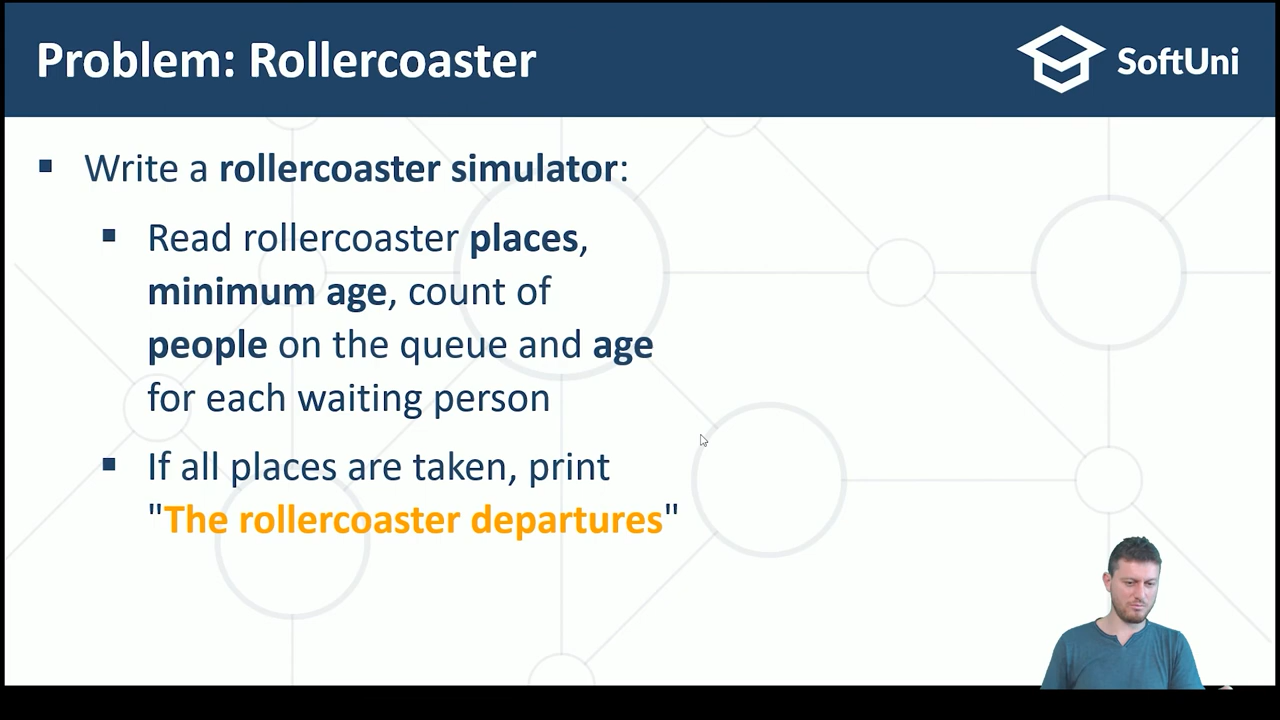 Problem: Rollercoaster
SoftUni
▪ Write a rollercoaster simulator:
▪ Read rollercoaster places,
minimum age, count of
people on the queue and age
for each waiting person
▪ If all places are taken, print
"The rollercoaster departures"